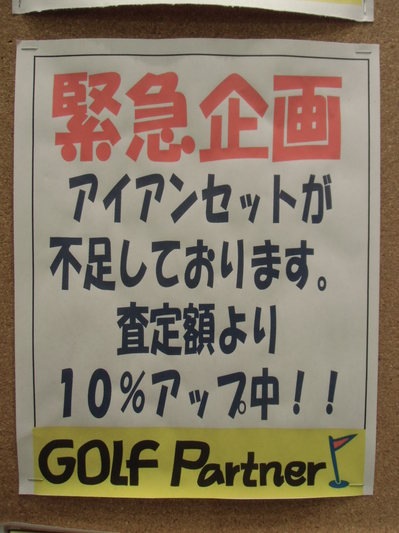 緊急企画
アイアンセットが
不足しております。
査定額より
10%アップ中!!
GOLF Partner